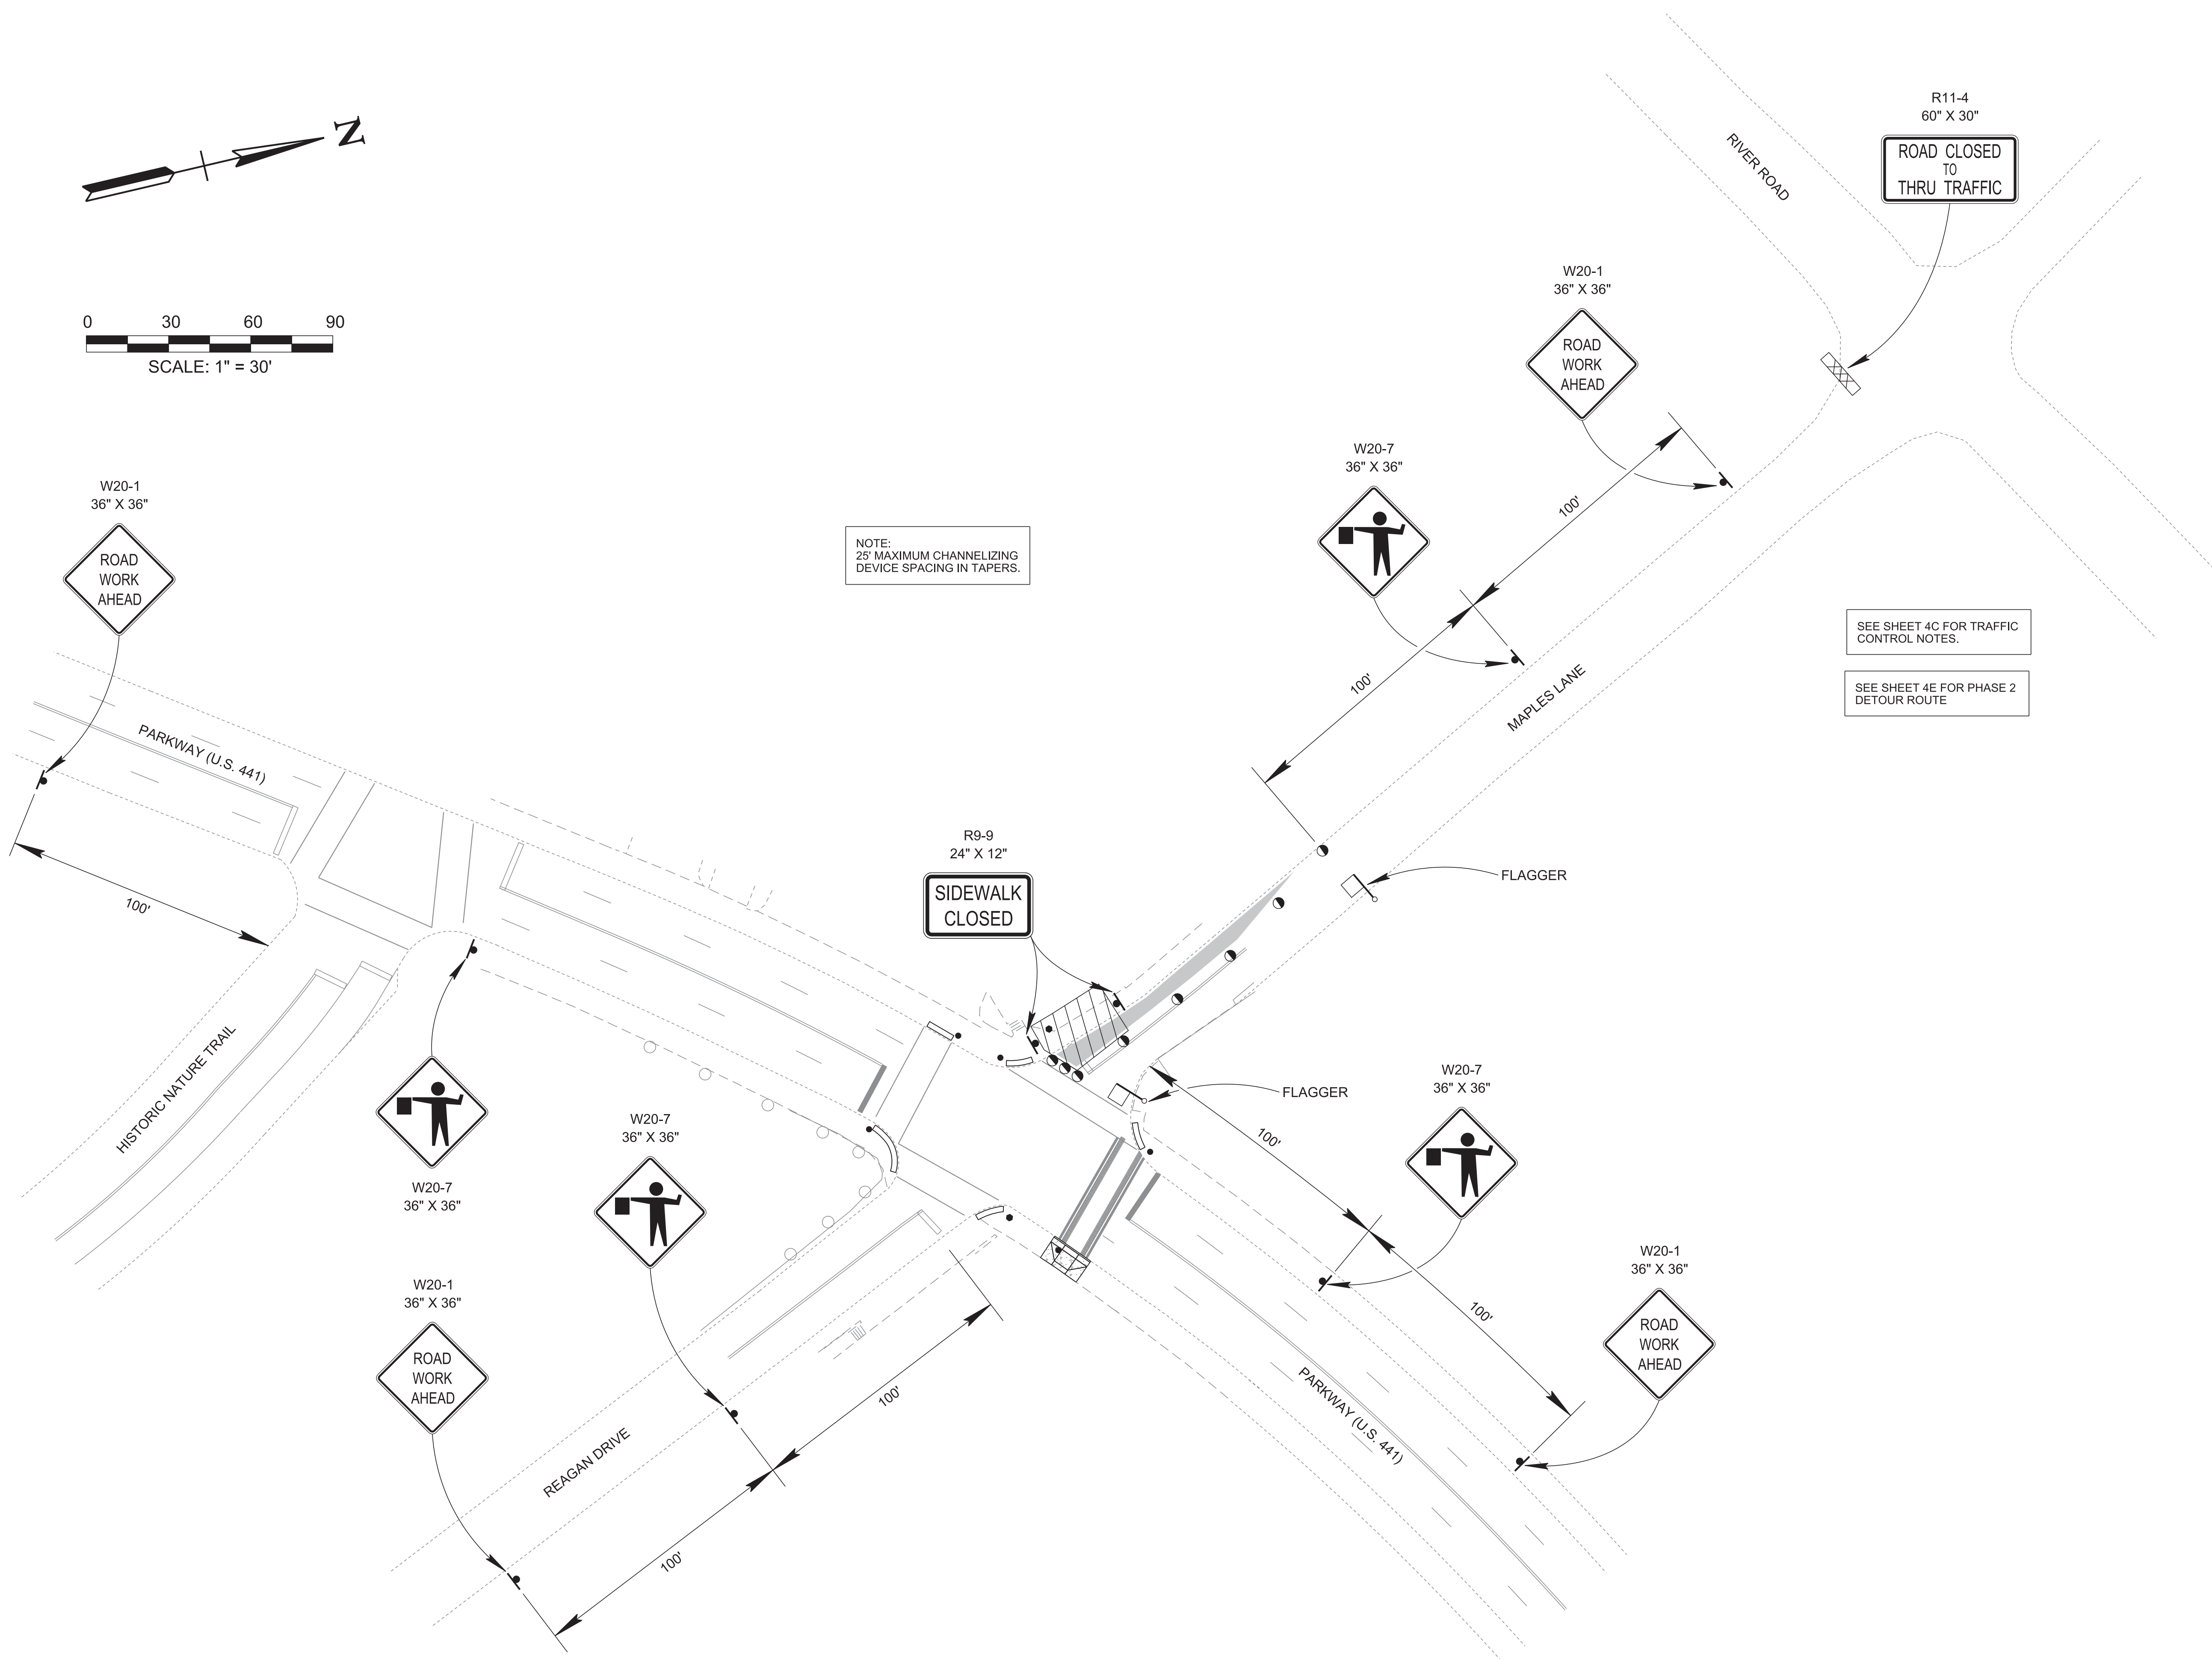 R11-4
60" X 30"
ROAD CLOSED
TO
THRU TRAFFIC
N
RIVER ROAD
0 30 60 90
SCALE: 1" = 30'
W20-1
36" X 36"
ROAD
WORK
AHEAD
W20-7
36" X 36"
100'
100'
W20-1
36" X 36"
ROAD
WORK
AHEAD
NOTE:
25' MAXIMUM CHANNELIZING
DEVICE SPACING IN TAPERS.
SEE SHEET 4C FOR TRAFFIC
CONTROL NOTES.
SEE SHEET 4E FOR PHASE 2
DETOUR ROUTE
MAPLES LANE
PARKWAY (U.S. 441)
100'
R9-9
24" X 12"
SIDEWALK
CLOSED
FLAGGER
HISTORIC NATURE TRAIL
FLAGGER
W20-7
36" X 36"
W20-7
36" X 36"
W20-7
36" X 36"
100'
100'
W20-1
36" X 36"
ROAD
WORK
AHEAD
W20-1
36" X 36"
ROAD
WORK
AHEAD
PARKWAY (U.S. 441)
REAGAN DRIVE
100'
100'